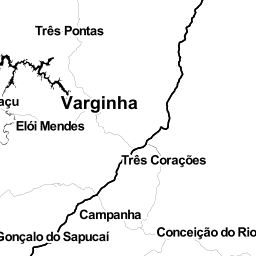 Três Pontas
Varginha
açu
Elói Mendes
Três Corações
Campanha
Conceição do Rio
Gonçalo do Sapucaí